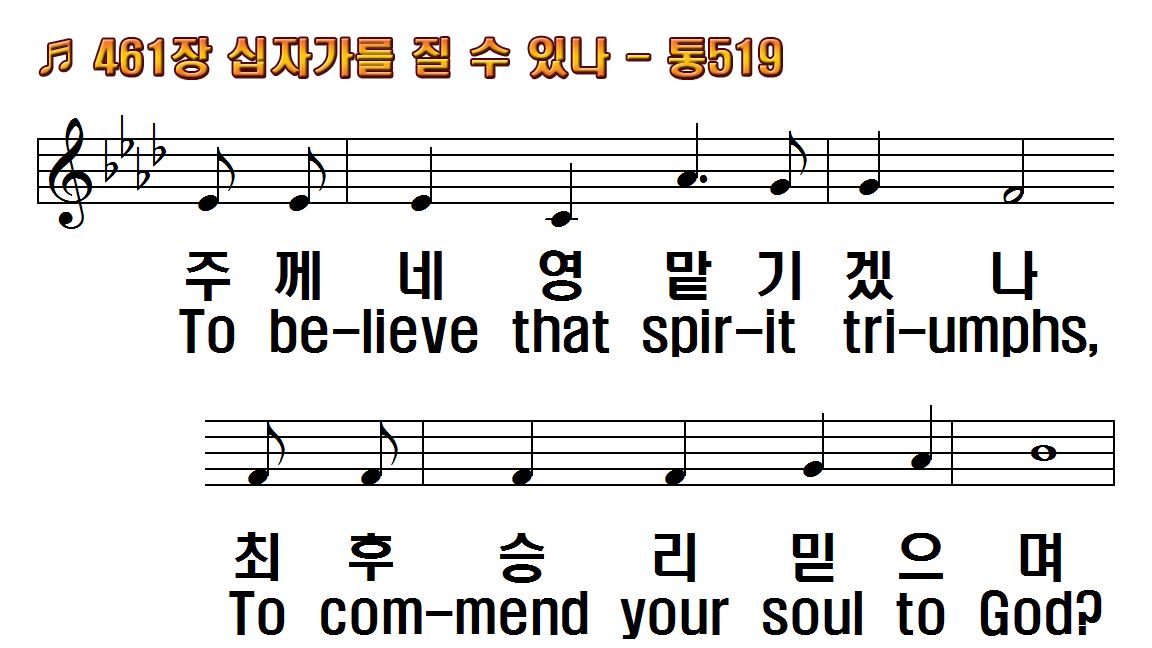 ♬ 461장 십자가를 질 수 있나 - 통519
주 께 네 영 맡 기 겠 나
To be-lieve that spir-it tri-umphs,
최 후 승 리 믿 으 며
To com-mend your soul to God?